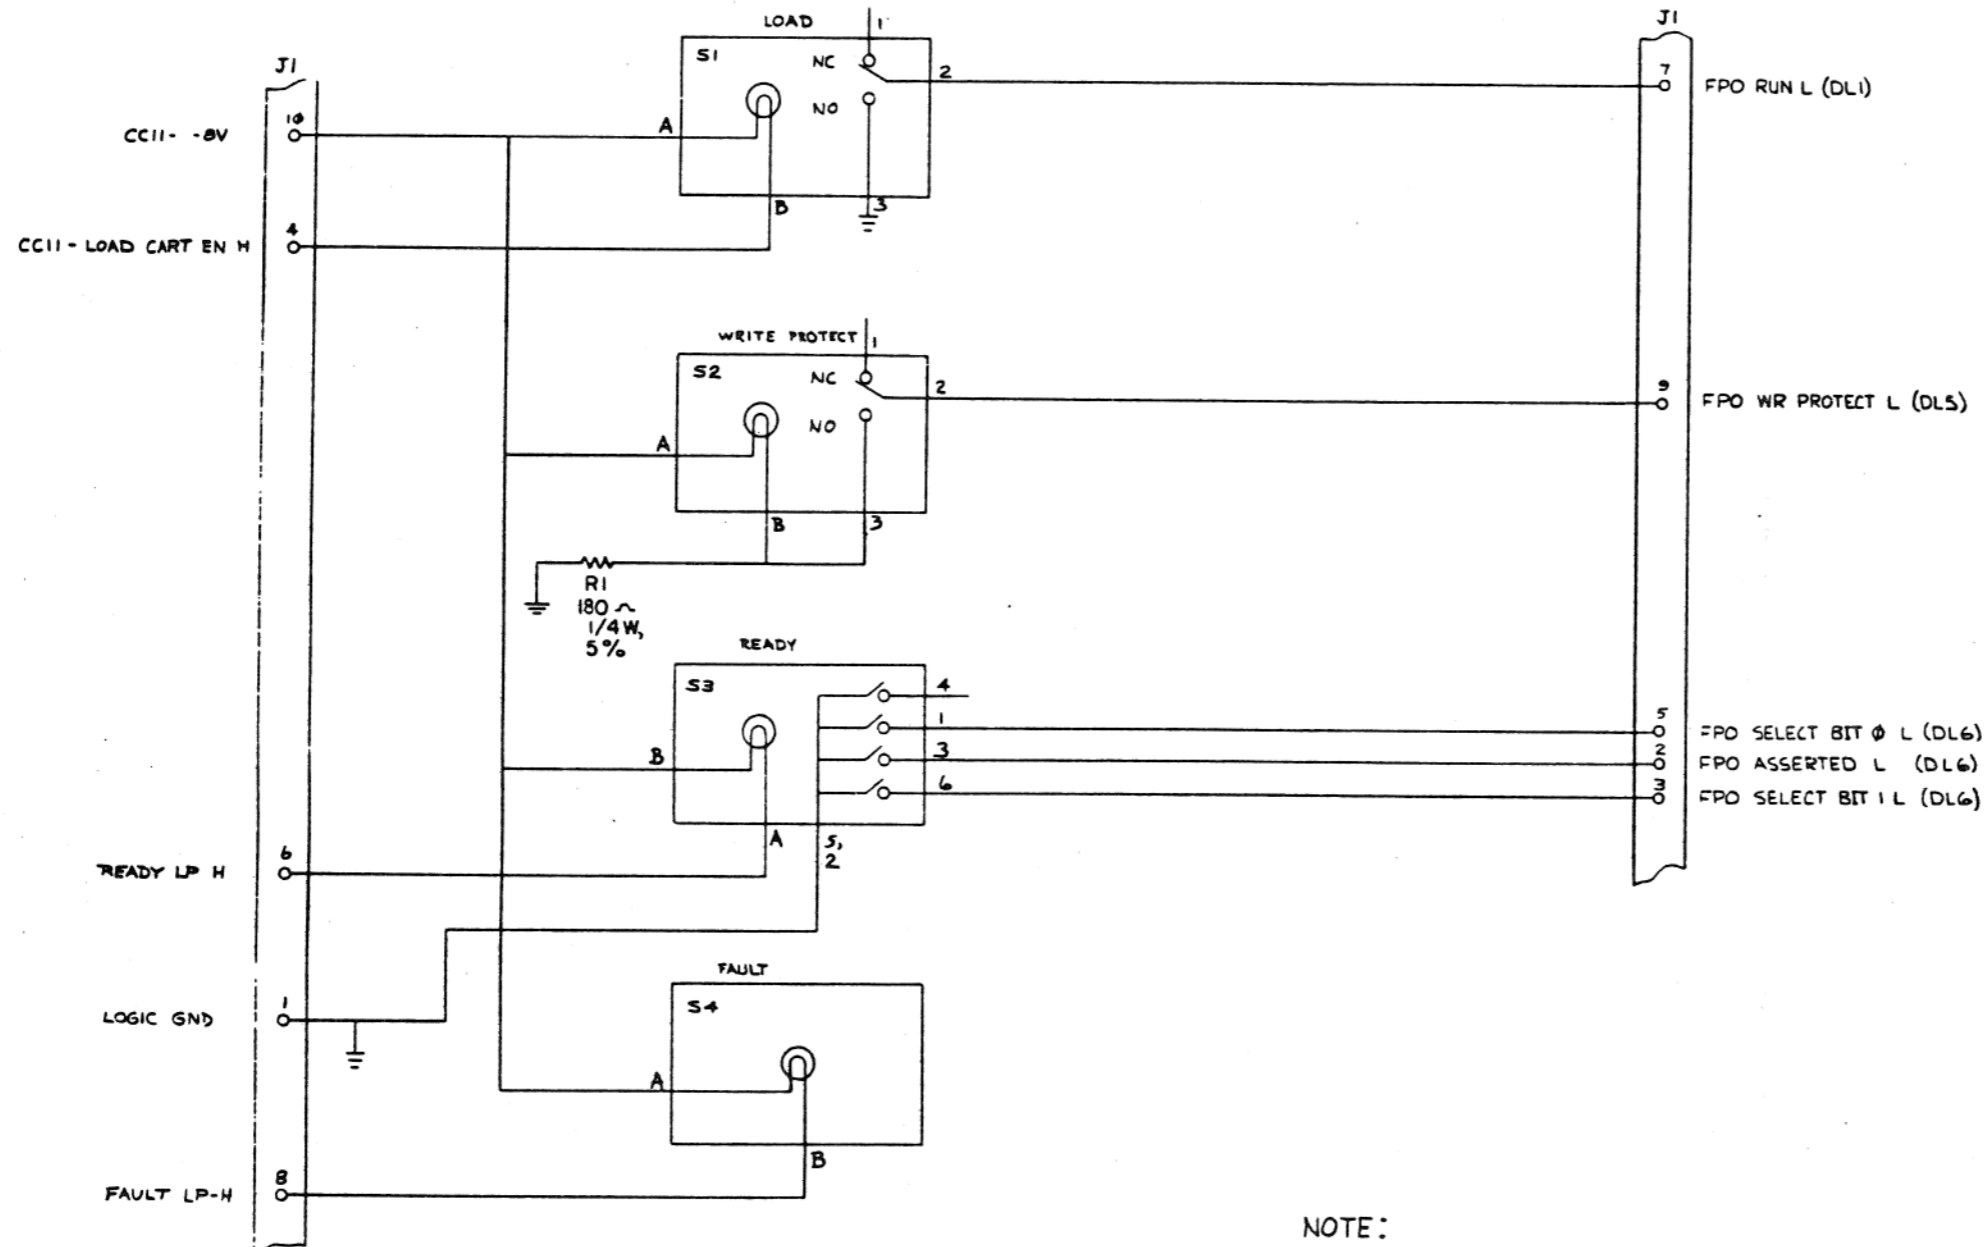 J1
10
CC11- -8V
4
CC11 - LOAD CART EN H
6
READY LP H
1
LOGIC GND
8
FAULT LP-H
LOAD
S1
NC
NO
1
2
3
A
B
WRITE PROTECT
S2
NC
NO
1
2
3
A
B
R1
180
1/4 W,
5%
READY
S3
4
1
3
6
B
A
5,
2
FAULT
S4
A
B
J1
7
FPO RUN L (DL1)
9
FPO WR PROTECT L (DL5)
5
FPO SELECT BIT Ø L (DL6)
2
FPO ASSERTED L (DL6)
3
FPO SELECT BIT 1 L (DL6)
NOTE: